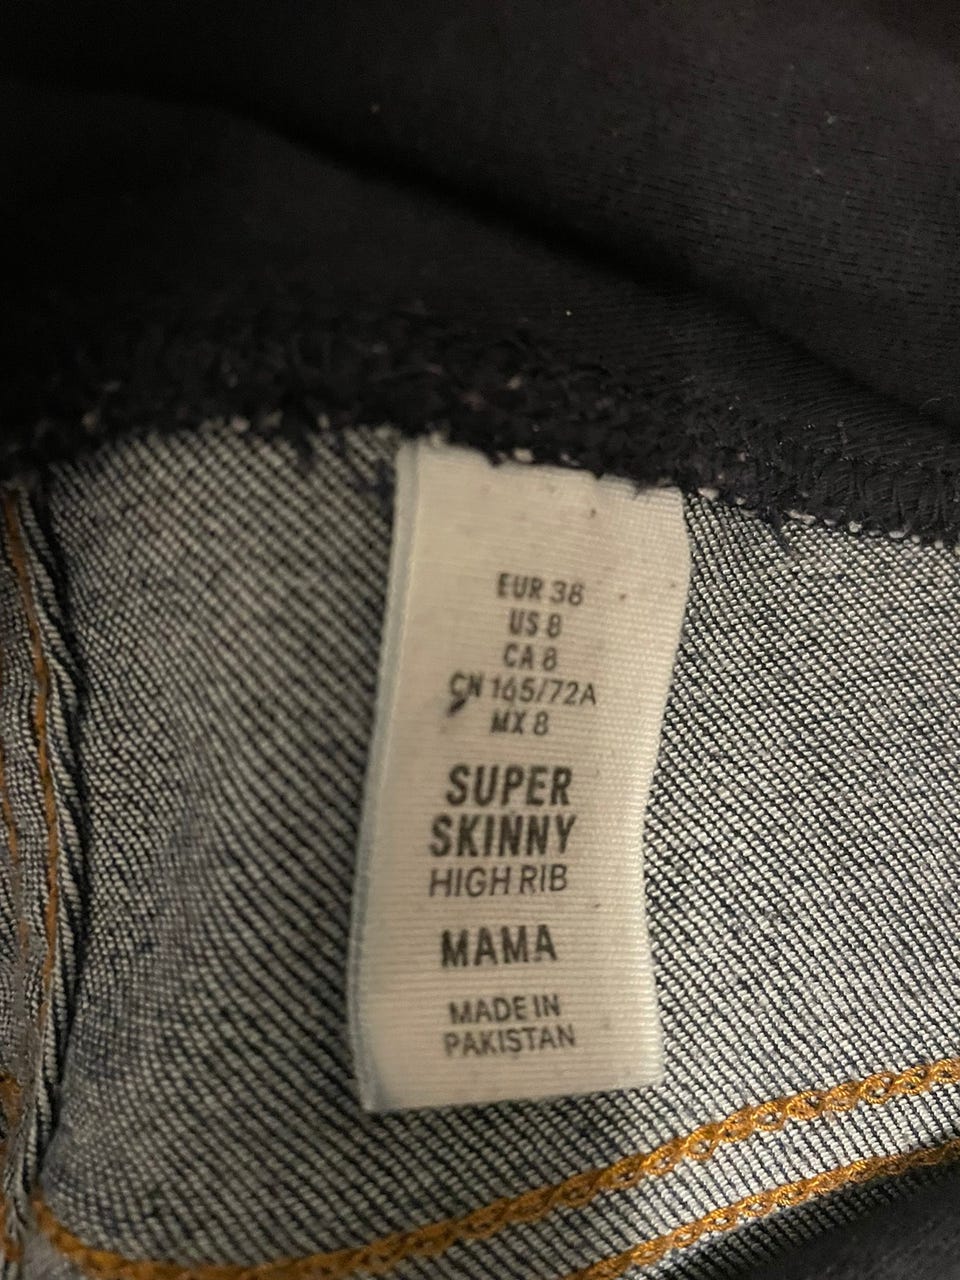 EUR 38
US 8
CA 8
CN 165/72A
MX 8
SUPER
SKINNY
HIGH RIB
MAMA
MADE IN
PAKISTAN